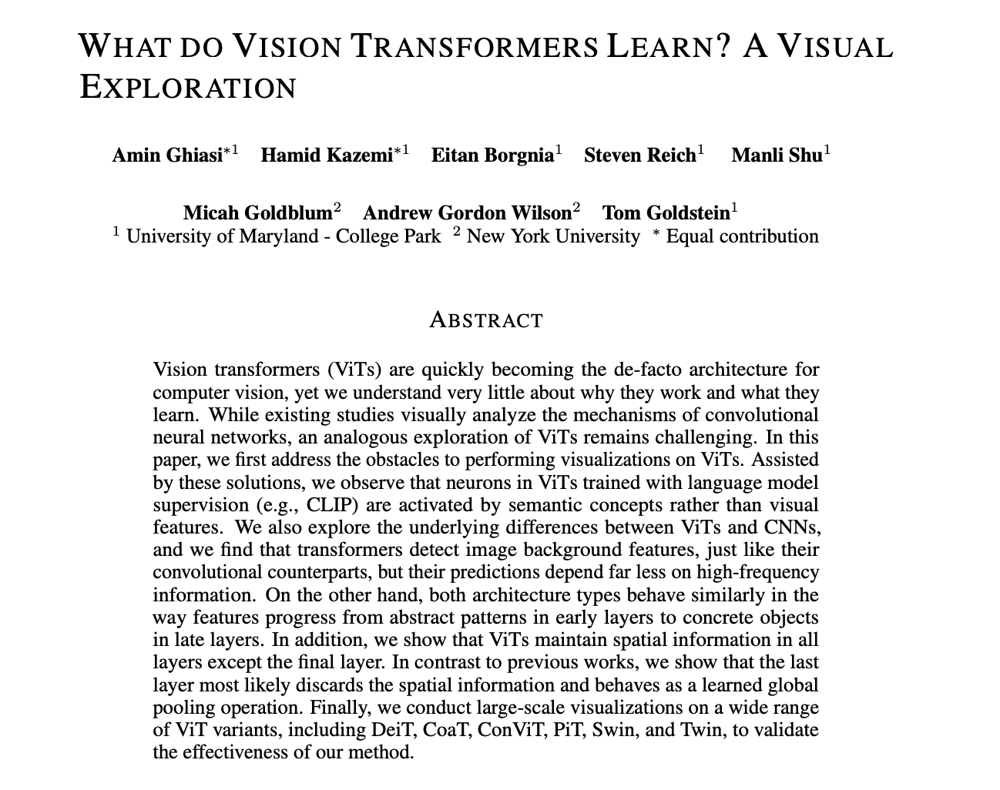 WHAT DO VISION TRANSFORMERS LEARN? A VISUAL
EXPLORATION
Amin Ghiasi*1 Hamid Kazemi*1 Eitan Borgnia1 Steven Reich1 Manli Shu1
Micah Goldblum2 Andrew Gordon Wilson2 Tom Goldstein1
1 University of Maryland - College Park 2 New York University * Equal contribution
ABSTRACT
Vision transformers (ViTs) are quickly becoming the de-facto architecture for
computer vision, yet we understand very little about why they work and what they
learn. While existing studies visually analyze the mechanisms of convolutional
neural networks, an analogous exploration of ViTs remains challenging. In this
paper, we first address the obstacles to performing visualizations on ViTs. Assisted
by these solutions, we observe that neurons in ViTs trained with language model
supervision (e.g., CLIP) are activated by semantic concepts rather than visual
features. We also explore the underlying differences between ViTs and CNNs,
and we find that transformers detect image background features, just like their
convolutional counterparts, but their predictions depend far less on high-frequency
information. On the other hand, both architecture types behave similarly in the
way features progress from abstract patterns in early layers to concrete objects
in late layers. In addition, we show that ViTs maintain spatial information in all
layers except the final layer. In contrast to previous works, we show that the last
layer most likely discards the spatial information and behaves as a learned global
pooling operation. Finally, we conduct large-scale visualizations on a wide range
of ViT variants, including DeiT, CoaT, ConViT, PiT, Swin, and Twin, to validate
the effectiveness of our method.